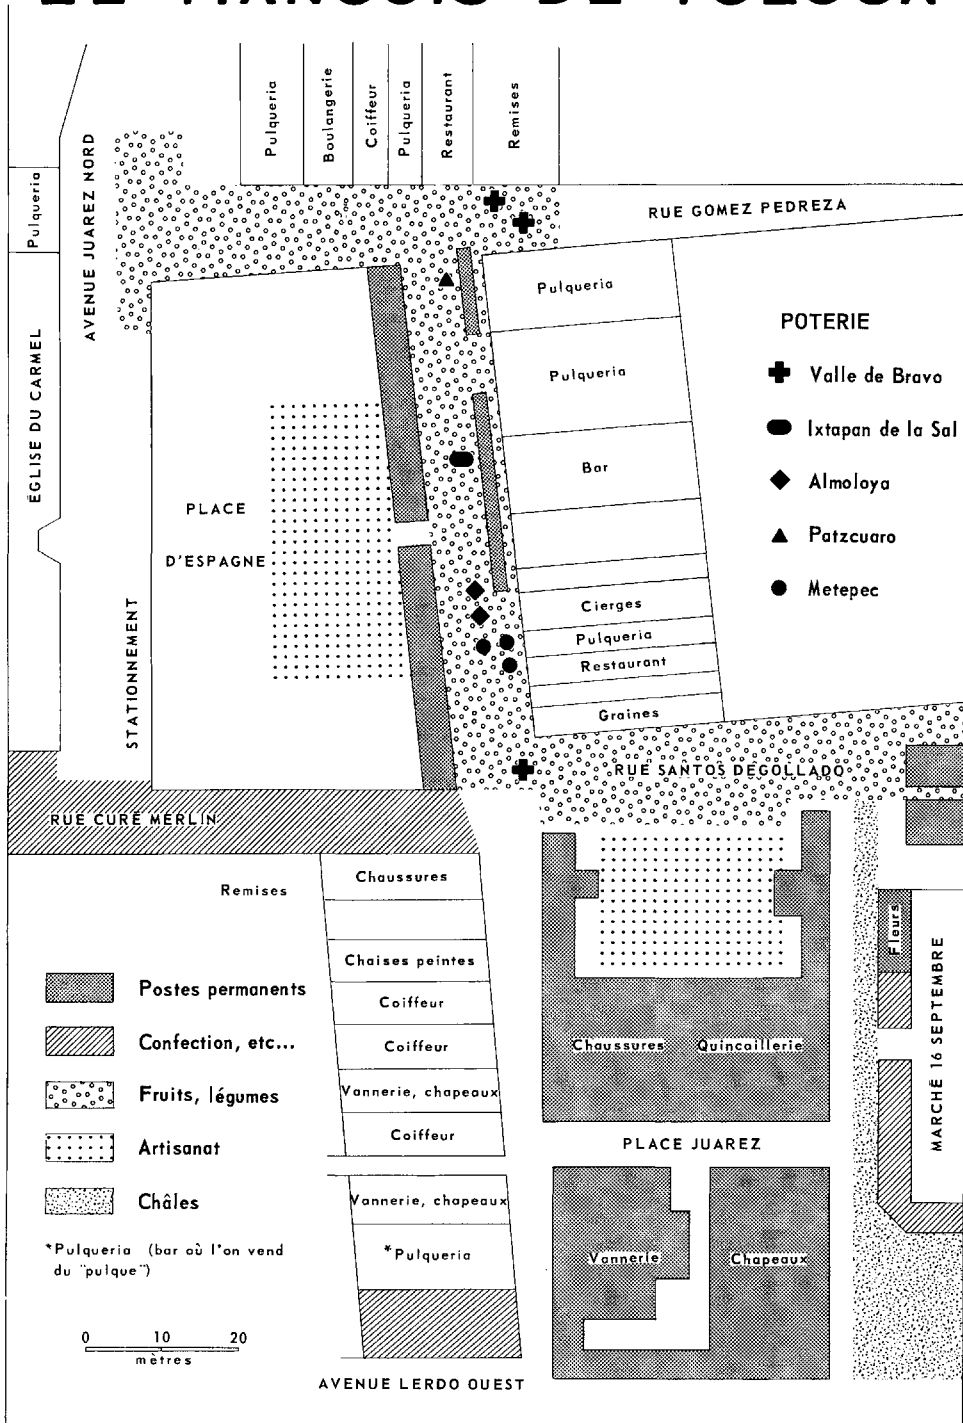 Pulqueria
Boulangerie
Coiffeur
Pulqueria
Restaurant
Remises
Pulqueria
AVENUE JUAREZ NORD
ÉGLISE DU CARMEL
RUE GOMEZ PEDREZA
Pulqueria
Pulqueria
Bar
Cierges
Pulqueria
Restaurant
Graines
POTERIE
Valle de Bravo
Ixtapan de la Sal
Almoloya
Patzcuaro
Metepec
PLACE
D'ESPAGNE
STATIONNEMENT
RUE SANTOS DEGOLLADO
RUE CURÉ MERLIN
Remises
Chaussures
Chaises peintes
Coiffeur
Coiffeur
Vannerie, chapeaux
Coiffeur
Vannerie, chapeaux
*Pulqueria
Chaussures
Quincaillerie
Fleurs
MARCHÉ 16 SEPTEMBRE
PLACE JUAREZ
Vannerie
Chapeaux
Postes permanents
Confection, etc...
Fruits, légumes
Artisanat
Châles
*Pulqueria (bar où l'on vend
du "pulque")
0 10 20
mètres
AVENUE LERDO OUEST